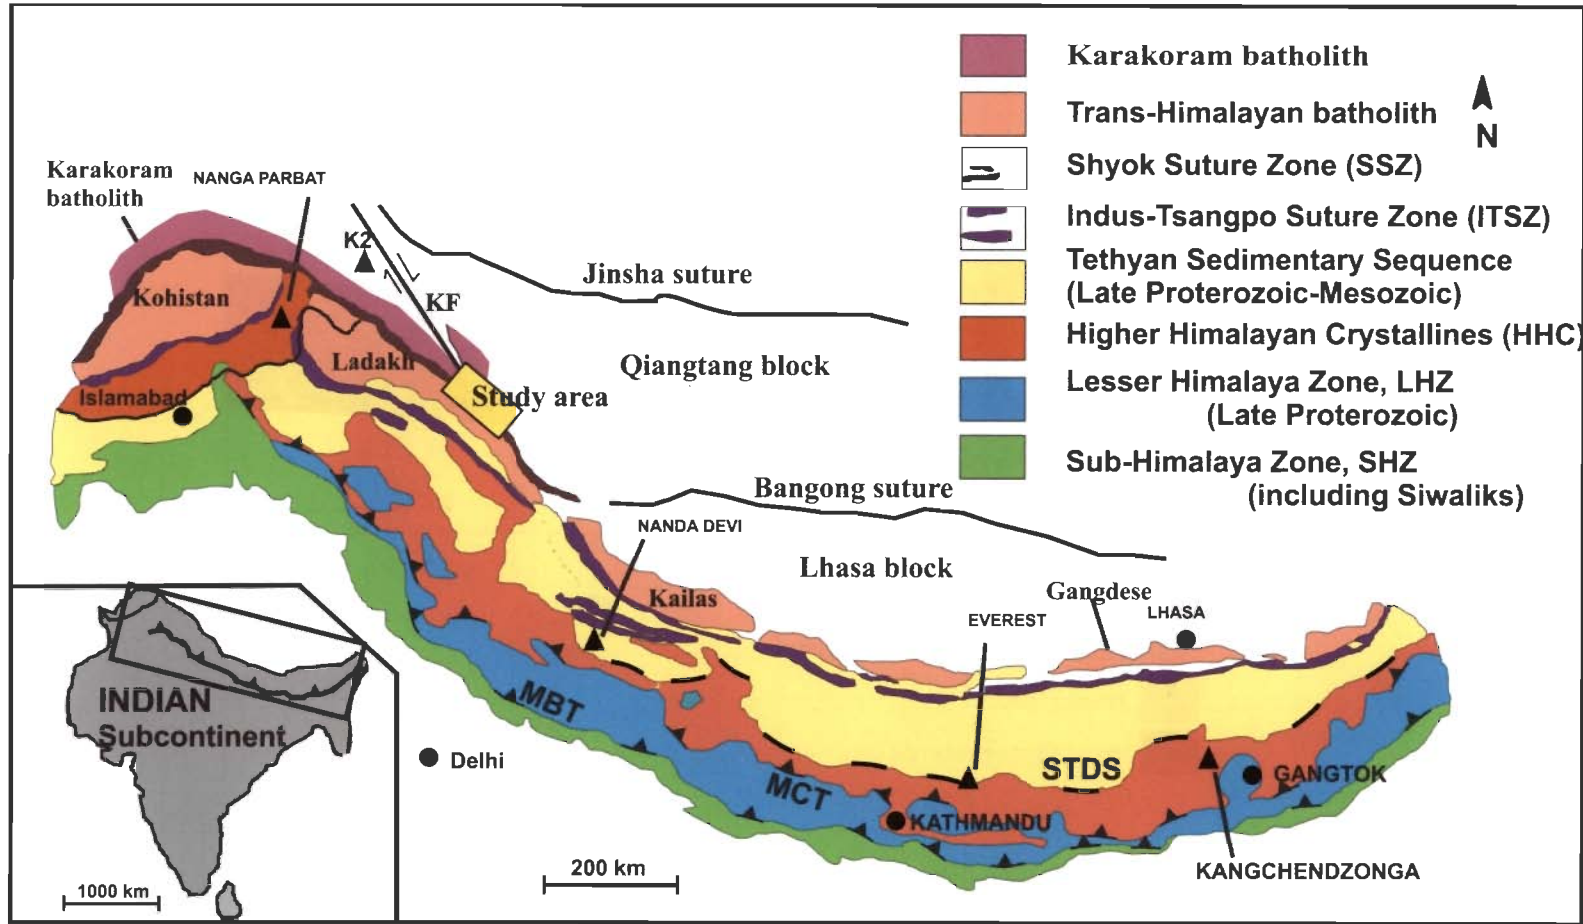 Karakoram batholith
Trans-Himalayan batholith
N
Shyok Suture Zone (SSZ)
Indus-Tsangpo Suture Zone (ITSZ)
Tethyan Sedimentary Sequence
(Late Proterozoic-Mesozoic)
Higher Himalayan Crystallines (HHC)
Lesser Himalaya Zone, LHZ
(Late Proterozoic)
Sub-Himalaya Zone, SHZ
(including Siwaliks)
Karakoram
batholith
NANGA PARBAT
K2
KF
Kohistan
Ladakh
Islamabad
Study area
Jinsha suture
Qiangtang block
Bangong suture
NANDA DEVI
Lhasa block
Kailas
Gangdese
LHASA
EVEREST
MBT
MCT
STDS
Delhi
KATHMANDU
GANGTOK
KANGCHENDZONGA
200 km
INDIAN
Subcontinent
1000 km